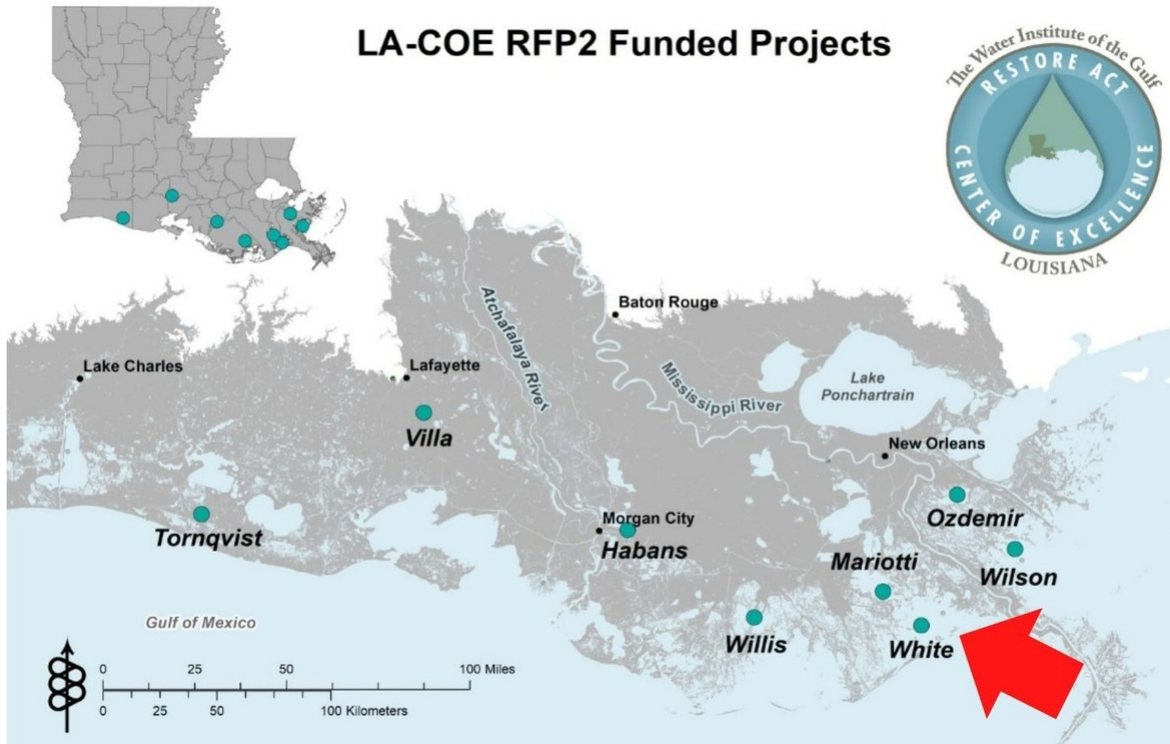 LA-COE RFP2 Funded Projects
The Water Institute of the Gulf
RESTORE ACT
CENTER OF EXCELLENCE
LOUISIANA
Baton Rouge
Atchafalaya River
Lake Charles
Lafayette
Mississippi River
Lake
Ponchartrain
Villa
New Orleans
Ozdemir
Tornqvist
Morgan City
Habans
Mariotti
Wilson
Gulf of Mexico
Willis
White
0 25 50 100 Miles
0 25 50 100 Kilometers